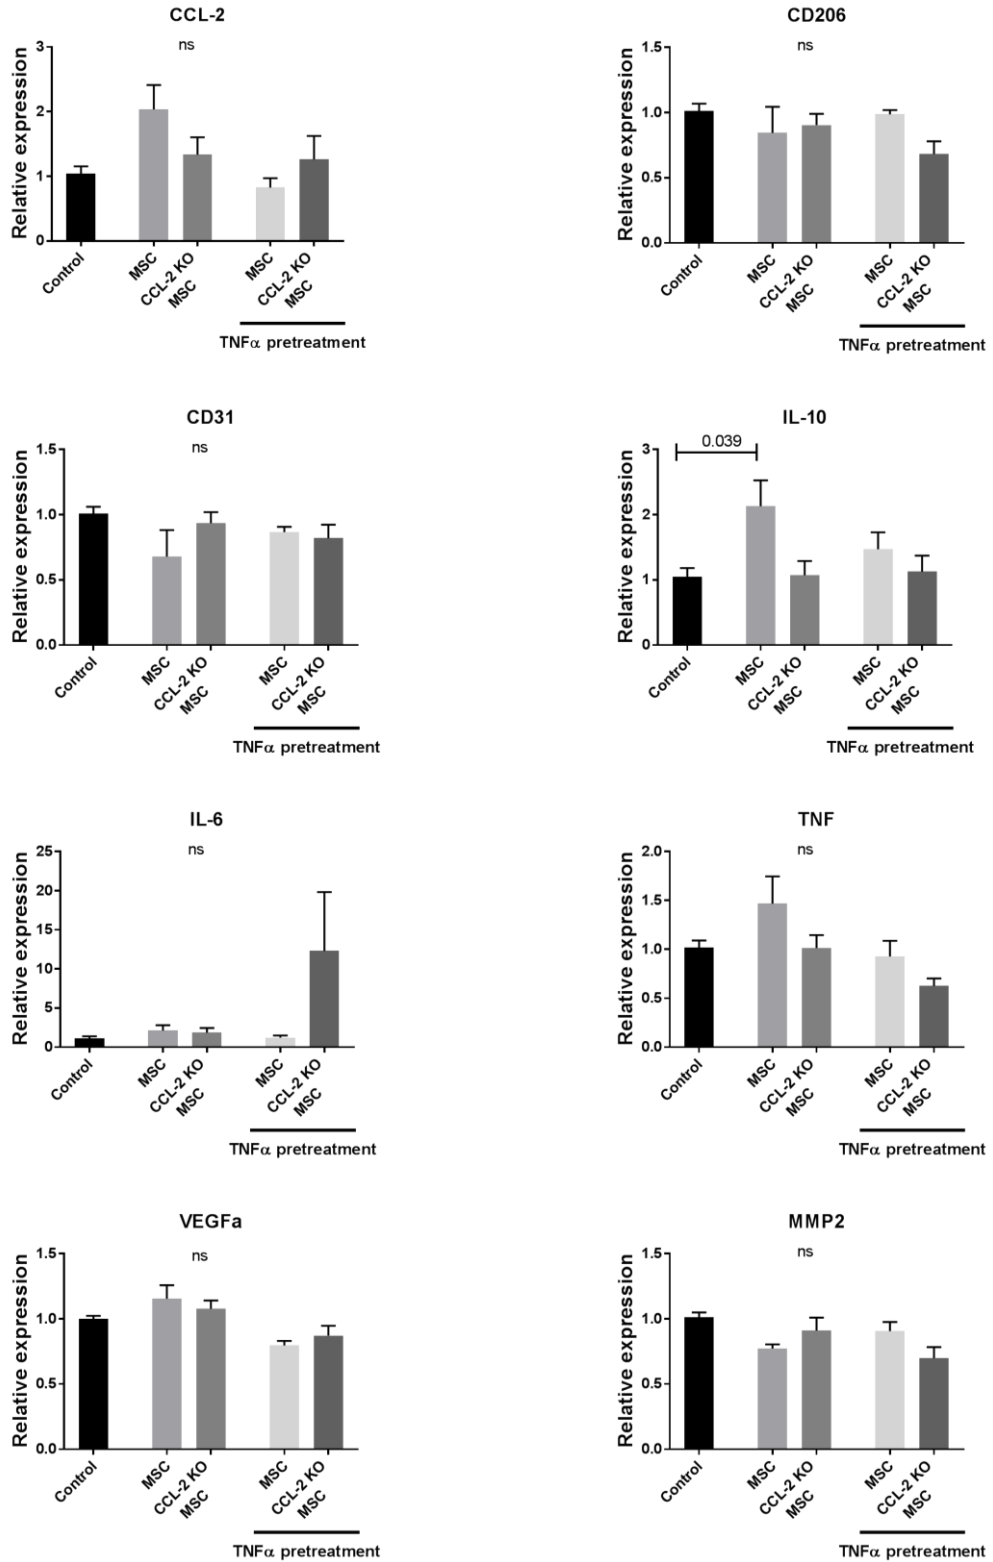 CCL-2
ns
Relative expression
3
2
1
0
Control
MSC
CCL-2 KO
MSC
MSC
CCL-2 KO
MSC
TNFα pretreatment
CD206
ns
Relative expression
1.5
1.0
0.5
0.0
Control
MSC
CCL-2 KO
MSC
MSC
CCL-2 KO
MSC
TNFα pretreatment
CD31
ns
Relative expression
1.5
1.0
0.5
0.0
Control
MSC
CCL-2 KO
MSC
MSC
CCL-2 KO
MSC
TNFα pretreatment
IL-10
0.039
Relative expression
3
2
1
0
Control
MSC
CCL-2 KO
MSC
MSC
CCL-2 KO
MSC
TNFα pretreatment
IL-6
ns
Relative expression
25
20
15
10
5
0
Control
MSC
CCL-2 KO
MSC
MSC
CCL-2 KO
MSC
TNFα pretreatment
TNF
ns
Relative expression
2.0
1.5
1.0
0.5
0.0
Control
MSC
CCL-2 KO
MSC
MSC
CCL-2 KO
MSC
TNFα pretreatment
VEGFa
ns
Relative expression
1.5
1.0
0.5
0.0
Control
MSC
CCL-2 KO
MSC
MSC
CCL-2 KO
MSC
TNFα pretreatment
MMP2
ns
Relative expression
1.5
1.0
0.5
0.0
Control
MSC
CCL-2 KO
MSC
MSC
CCL-2 KO
MSC
TNFα pretreatment